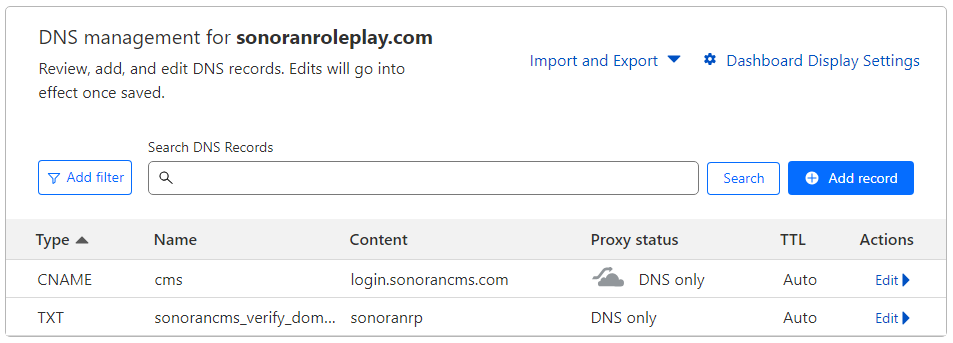 DNS management for sonoranroleplay.com
Review, add, and edit DNS records. Edits will go into
effect once saved.
Import and Export
Dashboard Display Settings
Search DNS Records
Add filter
Search
Add record
Type Name Content Proxy status TTL Actions
CNAME cms login.sonorancms.com DNS only Auto Edit
TXT sonorancms_verify_dom... sonoranrp DNS only Auto Edit